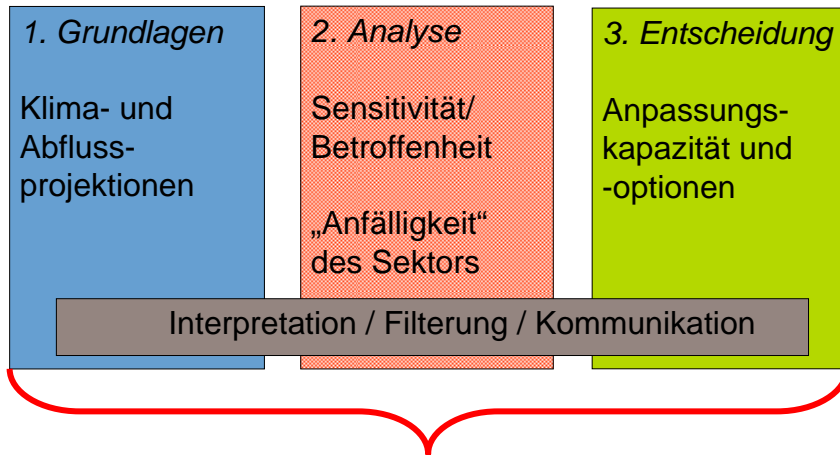 1. Grundlagen
Klima- und
Abfluss-
projektionen
2. Analyse
Sensitivität/
Betroffenheit
„Anfälligkeit“
des Sektors
3. Entscheidung
Anpassungs-
kapazität und
-optionen
Interpretation / Filterung / Kommunikation